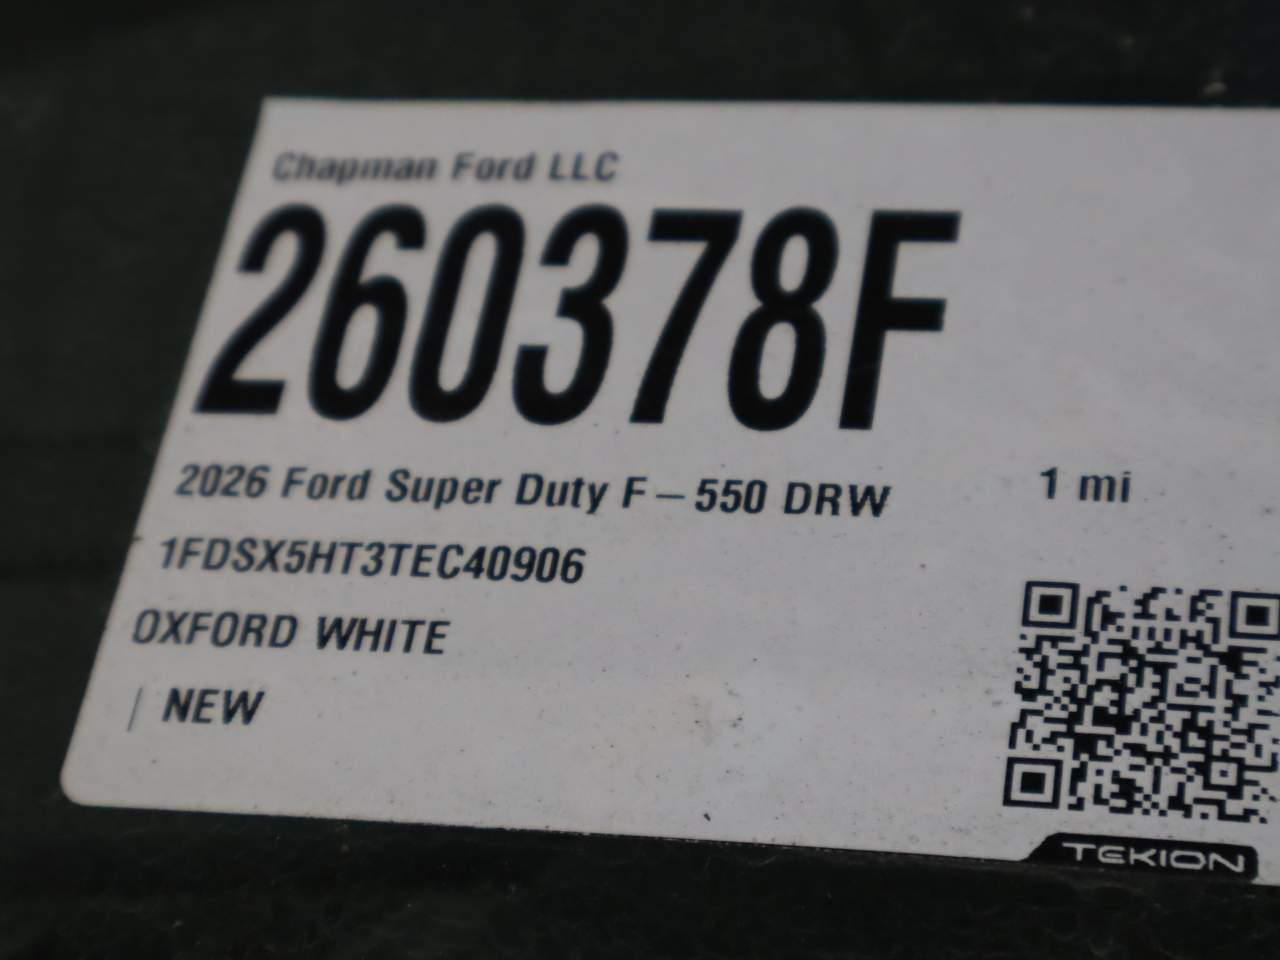 Chapman Ford LLC
260378F
2026 Ford Super Duty F-550 DRW 1 mi
1FDSX5HT3TEC40906
OXFORD WHITE
| NEW
TEKION